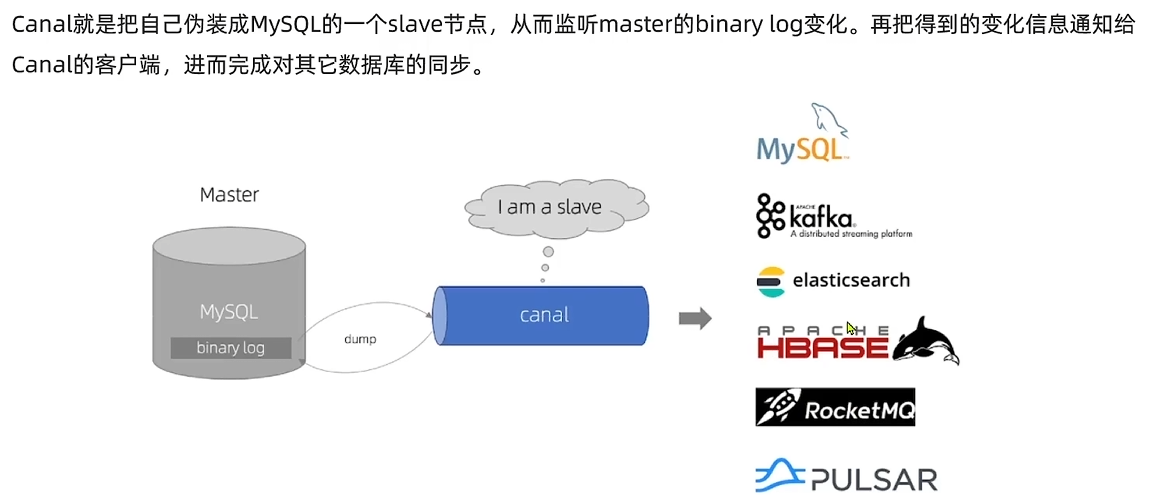 Canal就是把自己伪装成MySQL的一个slave节点，从而监听master的binary log变化。再把得到的变化信息通知给
Canal的客户端，进而完成对其它数据库的同步。
Master
MySQL
binary log
dump
I am a slave
canal
MySQL
APACHE
kafka
A distributed streaming platform
elasticsearch
APACHE
HBASE
RocketMQ
PULSAR